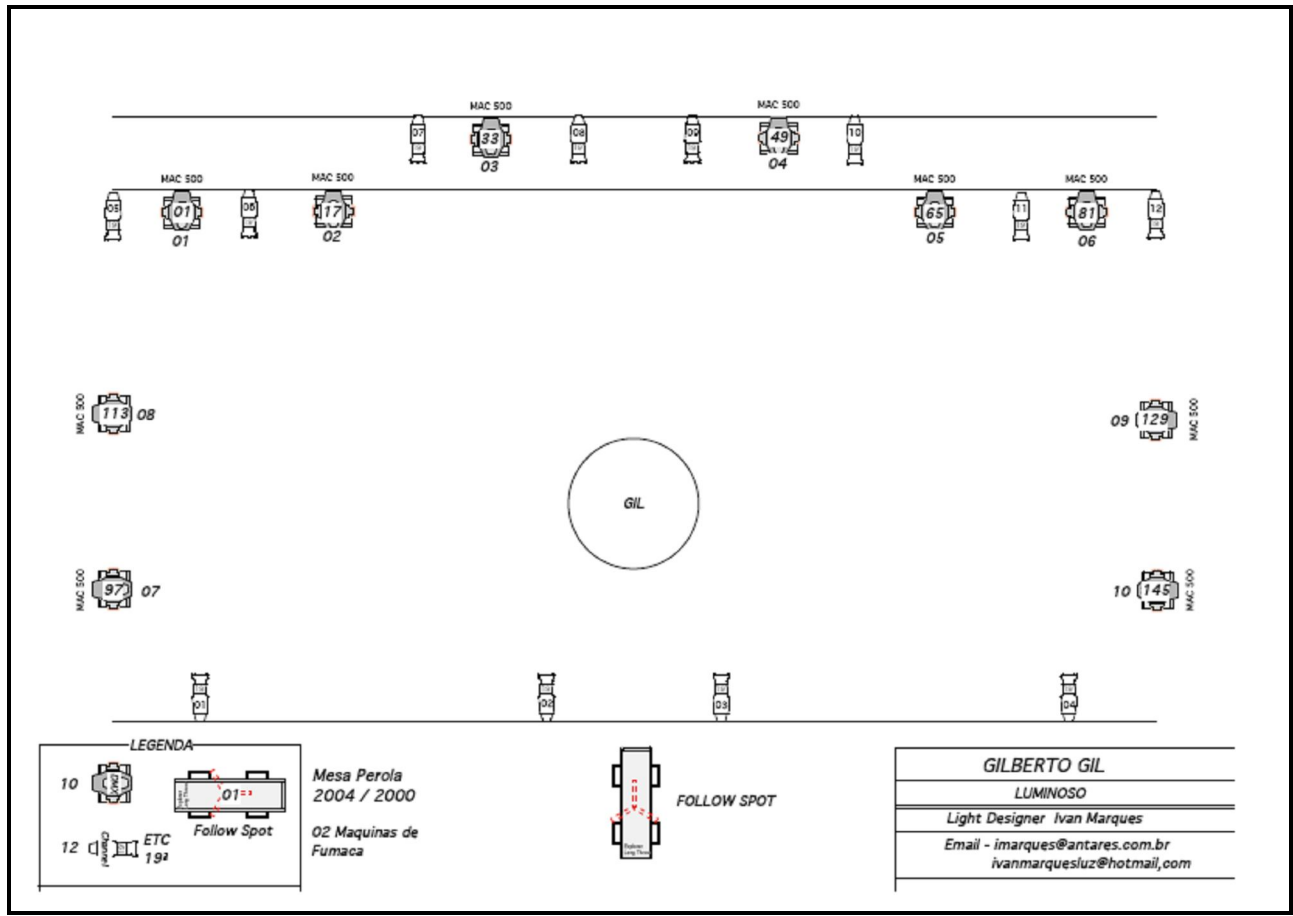 MAC 500 MAC 500
07 33 08 09 49 10
03 04
MAC 500 MAC 500 MAC 500 MAC 500
05 01 06 17 65 11 81 12
01 02 05 06
MAC 500 113 08
09 129 MAC 500
GIL
MAC 500 97 07
10 145 MAC 500
01 02 03 04
LEGENDA
10 DMX
01
Follow Spot
12 Channel ETC
19º
Mesa Perola
2004 / 2000
02 Maquinas de
Fumaca
FOLLOW SPOT
GILBERTO GIL
LUMINOSO
Light Designer Ivan Marques
Email - imarques@antares.com.br
ivanmarquesluz@hotmail,com